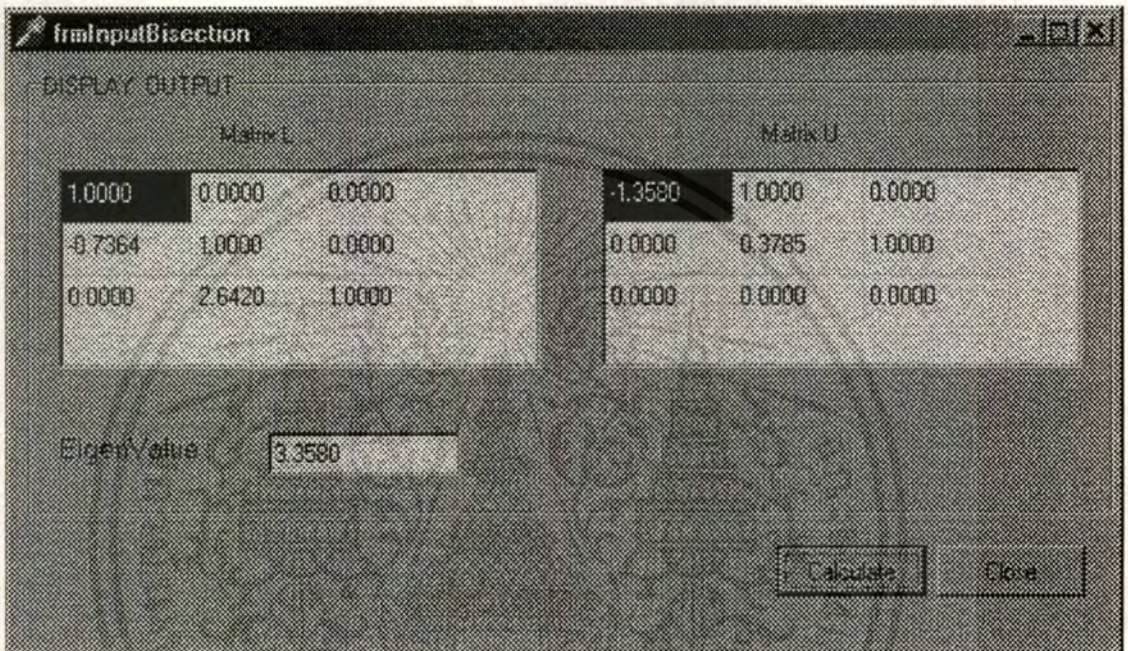 frmInputBisection
DISPLAY OUTPUT
Matrix L
Matrix U
1.0000 0.0000 0.0000
-0.7364 1.0000 0.0000
0.0000 2.6420 1.0000
-1.3580 1.0000 0.0000
0.0000 0.3785 1.0000
0.0000 0.0000 0.0000
EigenValue :
3.3580
Calculate
Close